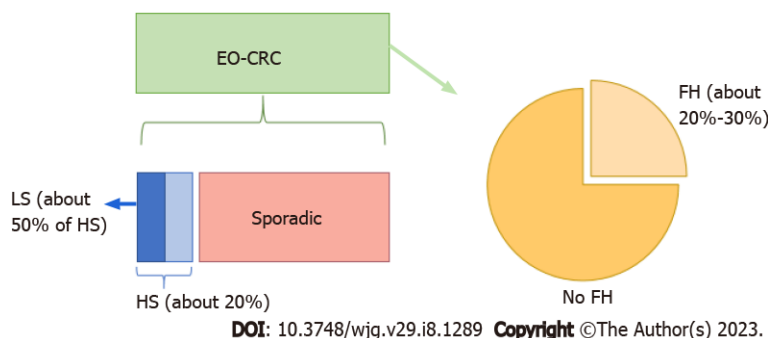 EO-CRC
FH (about
20%-30%)
LS (about
50% of HS)
Sporadic
HS (about 20%)
No FH
DOI: 10.3748/wjg.v29.i8.1289 Copyright ©The Author(s) 2023.